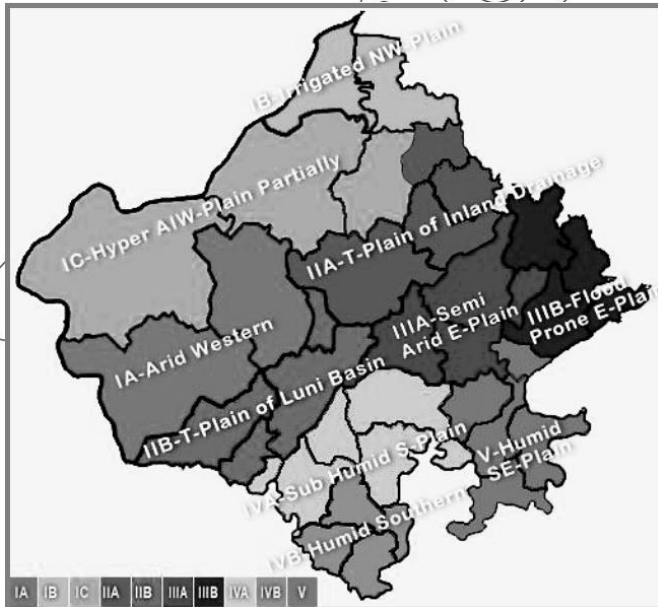 IB- Irrigated NW-Plain
IC-Hyper AIW-Plain Partially
IIA-T-Plain of Inland Drainage
IIIA-Semi
Arid E-Plain
IIIB-Flood
Prone E-Plain
IA-Arid Western
IIB-T-Plain of Luni Basin
IVA-Sub Humid S-Plain
V-Humid
SE-Plain
IVB-Humid Southern
IA IB IC IIA IIB IIIA IIIB IVA IVB V